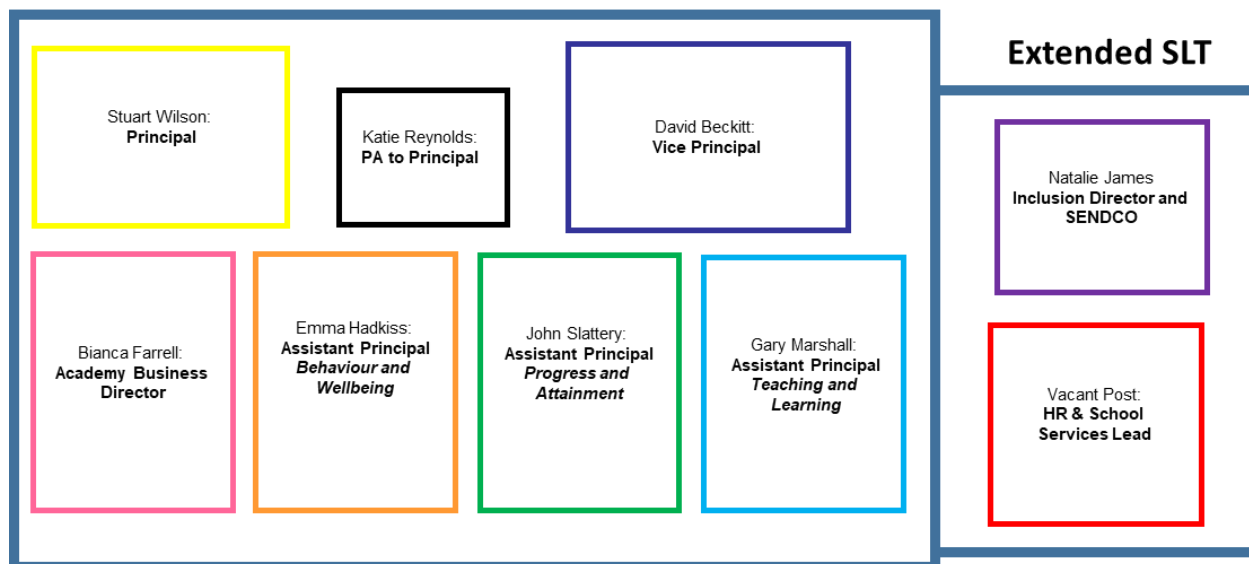 Extended SLT
Stuart Wilson:
Principal
Katie Reynolds:
PA to Principal
David Beckitt:
Vice Principal
Natalie James
Inclusion Director and
SENDCO
Bianca Farrell:
Academy Business
Director
Emma Hadkiss:
Assistant Principal
Behaviour and
Wellbeing
John Slattery:
Assistant Principal
Progress and
Attainment
Gary Marshall:
Assistant Principal
Teaching and
Learning
Vacant Post:
HR & School
Services Lead